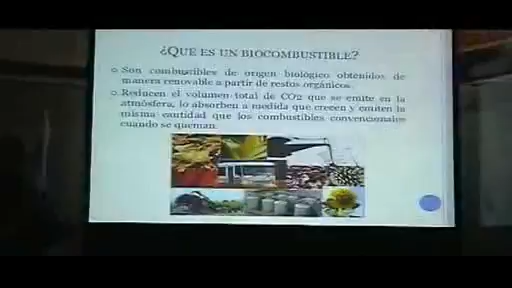 ¿QUE ES UN BIOCOMBUSTIBLE?
Son combustibles de origen biológico obtenidos de
manera renovable a partir de restos orgánicos.
Reducen el volumen total de CO2 que se emite en la
atmósfera, lo absorben a medida que crecen y emiten la
misma cantidad que los combustibles convencionales
cuando se queman.